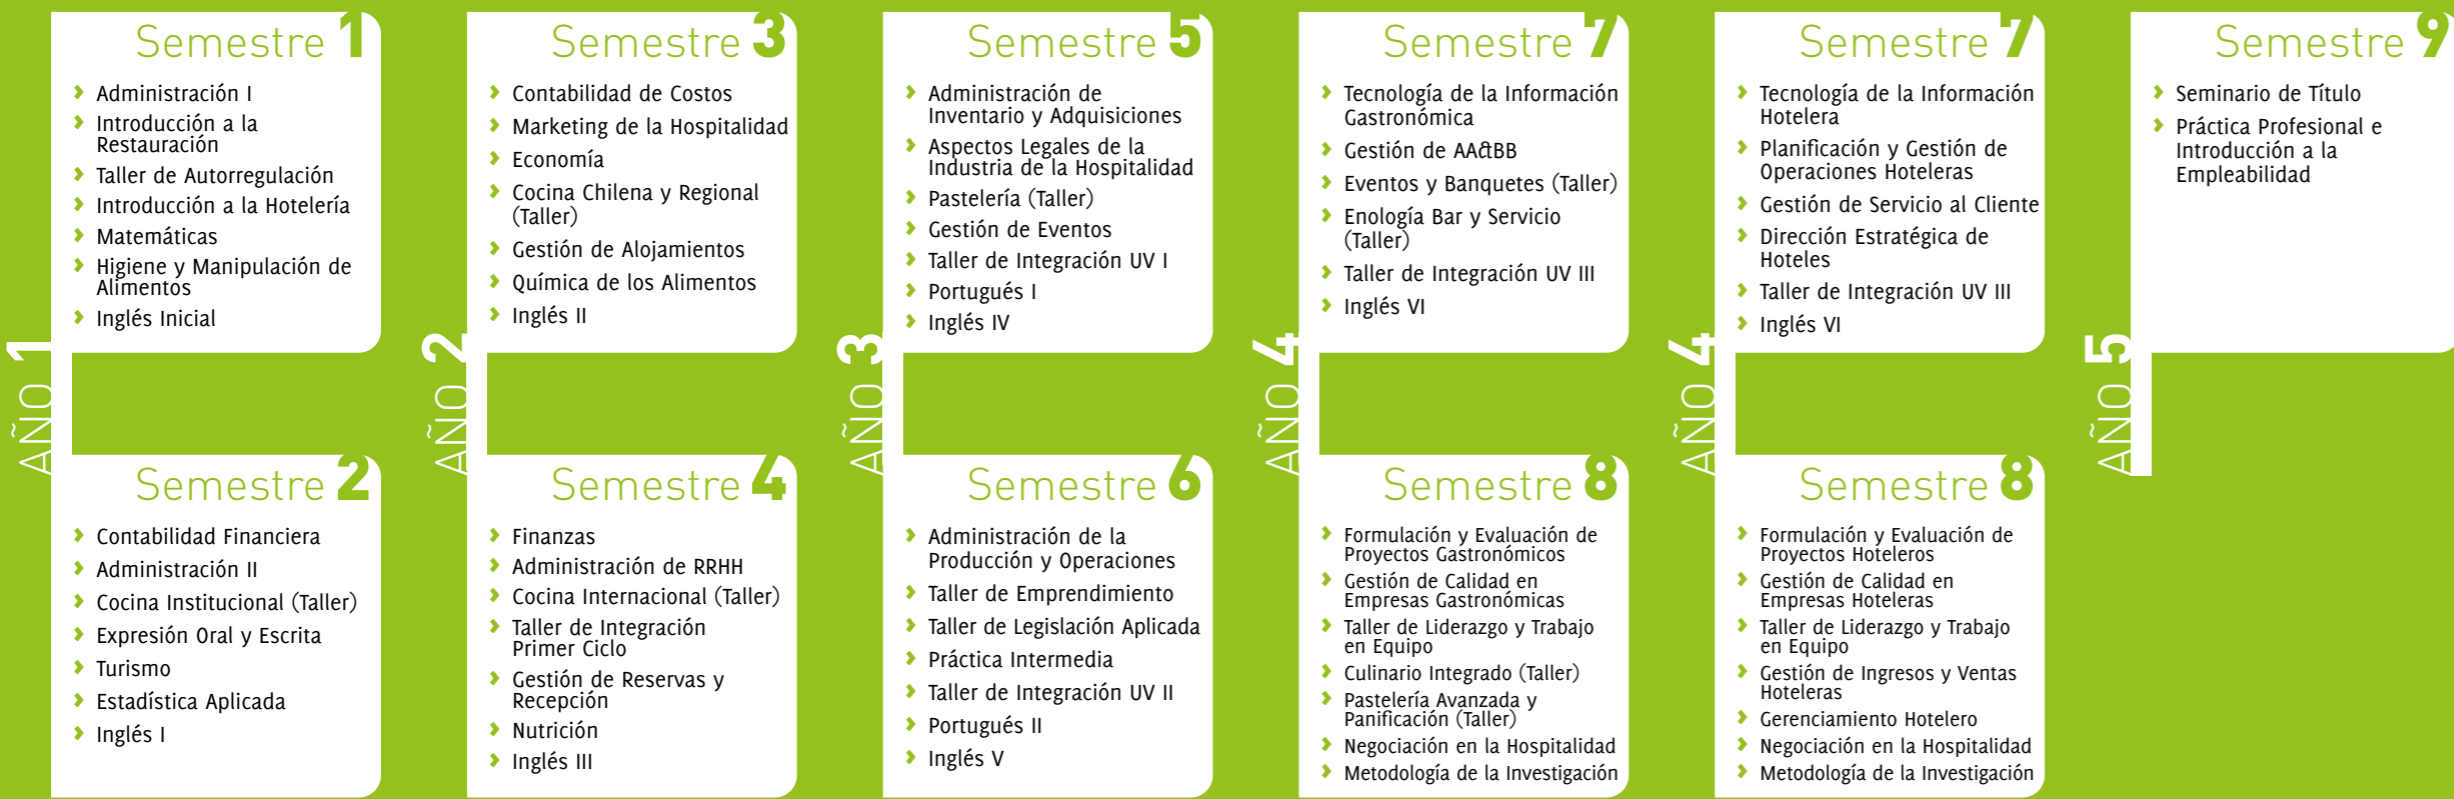 AÑO 1
Semestre 1
Administración I
Introducción a la
Restauración
Taller de Autorregulación
Introducción a la Hotelería
Matemáticas
Higiene y Manipulación de
Alimentos
Inglés Inicial
Semestre 2
Contabilidad Financiera
Administración II
Cocina Institucional (Taller)
Expresión Oral y Escrita
Turismo
Estadística Aplicada
Inglés I
AÑO 2
Semestre 3
Contabilidad de Costos
Marketing de la Hospitalidad
Economía
Cocina Chilena y Regional
(Taller)
Gestión de Alojamientos
Química de los Alimentos
Inglés II
Semestre 4
Finanzas
Administración de RRHH
Cocina Internacional (Taller)
Taller de Integración
Primer Ciclo
Gestión de Reservas y
Recepción
Nutrición
Inglés III
AÑO 3
Semestre 5
Administración de
Inventario y Adquisiciones
Aspectos Legales de la
Industria de la Hospitalidad
Pastelería (Taller)
Gestión de Eventos
Taller de Integración UV I
Portugués I
Inglés IV
Semestre 6
Administración de la
Producción y Operaciones
Taller de Emprendimiento
Taller de Legislación Aplicada
Práctica Intermedia
Taller de Integración UV II
Portugués II
Inglés V
AÑO 4
Semestre 7
Tecnología de la Información
Gastronómica
Gestión de AA&BB
Eventos y Banquetes (Taller)
Enología Bar y Servicio
(Taller)
Taller de Integración UV III
Inglés VI
Semestre 8
Formulación y Evaluación de
Proyectos Gastronómicos
Gestión de Calidad en
Empresas Gastronómicas
Taller de Liderazgo y Trabajo
en Equipo
Culinario Integrado (Taller)
Pastelería Avanzada y
Panificación (Taller)
Negociación en la Hospitalidad
Metodología de la Investigación
AÑO 4
Semestre 7
Tecnología de la Información
Hotelera
Planificación y Gestión de
Operaciones Hoteleras
Gestión de Servicio al Cliente
Dirección Estratégica de
Hoteles
Taller de Integración UV III
Inglés VI
Semestre 8
Formulación y Evaluación de
Proyectos Hoteleros
Gestión de Calidad en
Empresas Hoteleras
Taller de Liderazgo y Trabajo
en Equipo
Gestión de Ingresos y Ventas
Hoteleras
Gerenciamiento Hotelero
Negociación en la Hospitalidad
Metodología de la Investigación
AÑO 5
Semestre 9
Seminario de Título
Práctica Profesional e
Introducción a la
Empleabilidad